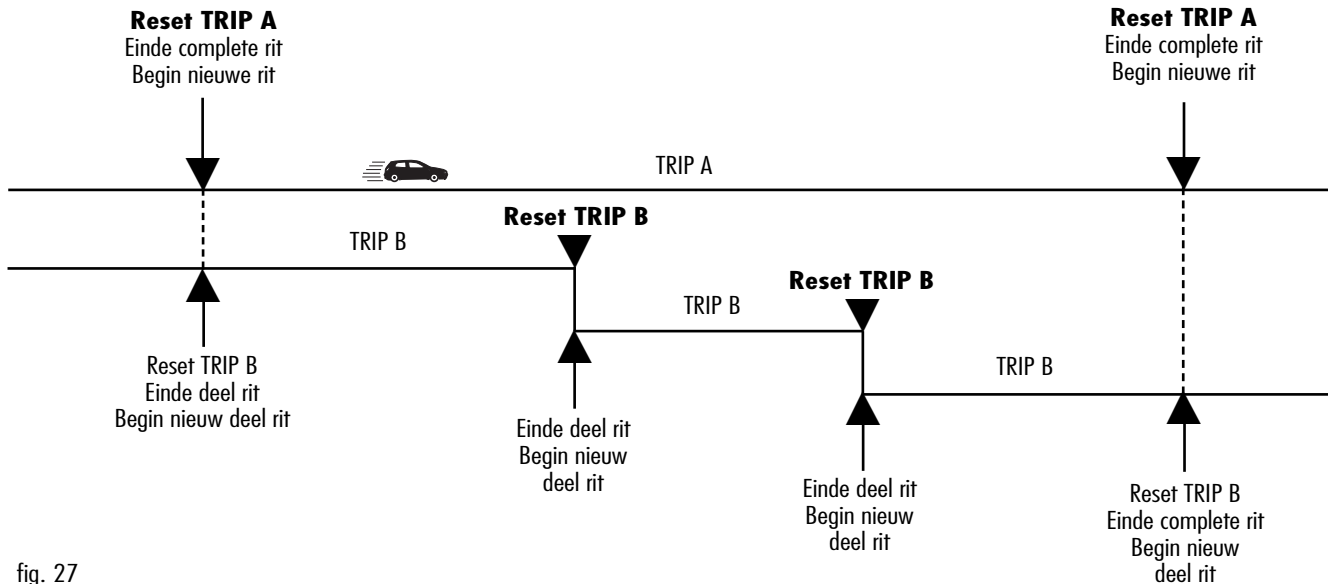 Reset TRIP A
Einde complete rit
Begin nieuwe rit
Reset TRIP A
Einde complete rit
Begin nieuwe rit
TRIP A
Reset TRIP B
TRIP B
Reset TRIP B
TRIP B
Reset TRIP B
Einde deel rit
Begin nieuw deel rit
TRIP B
Einde deel rit
Begin nieuw
deel rit
Einde deel rit
Begin nieuw
deel rit
Reset TRIP B
Einde complete rit
Begin nieuw
deel rit
fig. 27